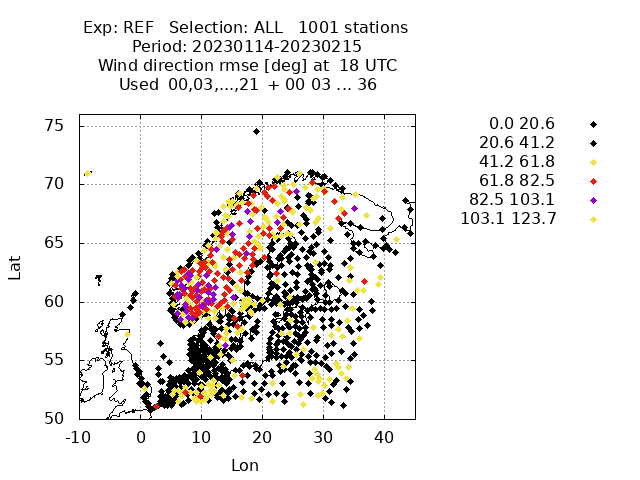 Exp: REF   Selection: ALL   1001 stations
Period: 20230114-20230215
Wind direction rmse [deg] at  18 UTC
Used  00,03,...,21  + 00 03 ... 36
0.0 20.6
20.6 41.2
41.2 61.8
61.8 82.5
82.5 103.1
103.1 123.7
75
70
65
60
55
50
Lat
-10 0 10 20 30 40
Lon